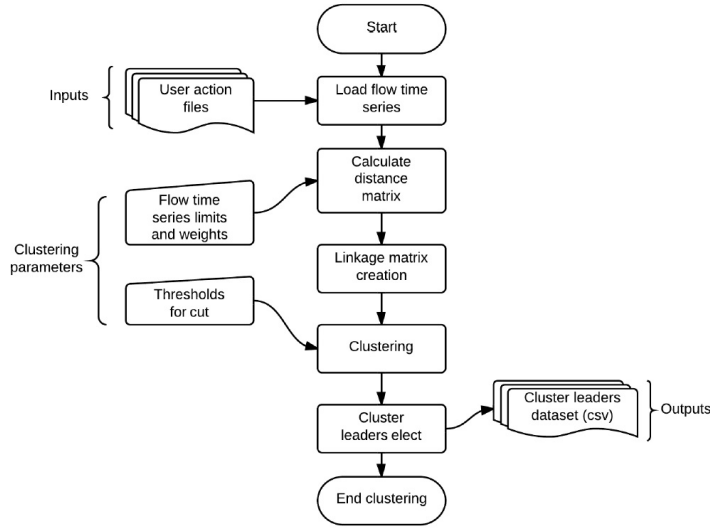 Start
Inputs
User action
files
Load flow time
series
Calculate
distance
matrix
Flow time
series limits
and weights
Clustering
parameters
Linkage matrix
creation
Thresholds
for cut
Clustering
Cluster
leaders elect
Cluster leaders
dataset (csv)
Outputs
End clustering